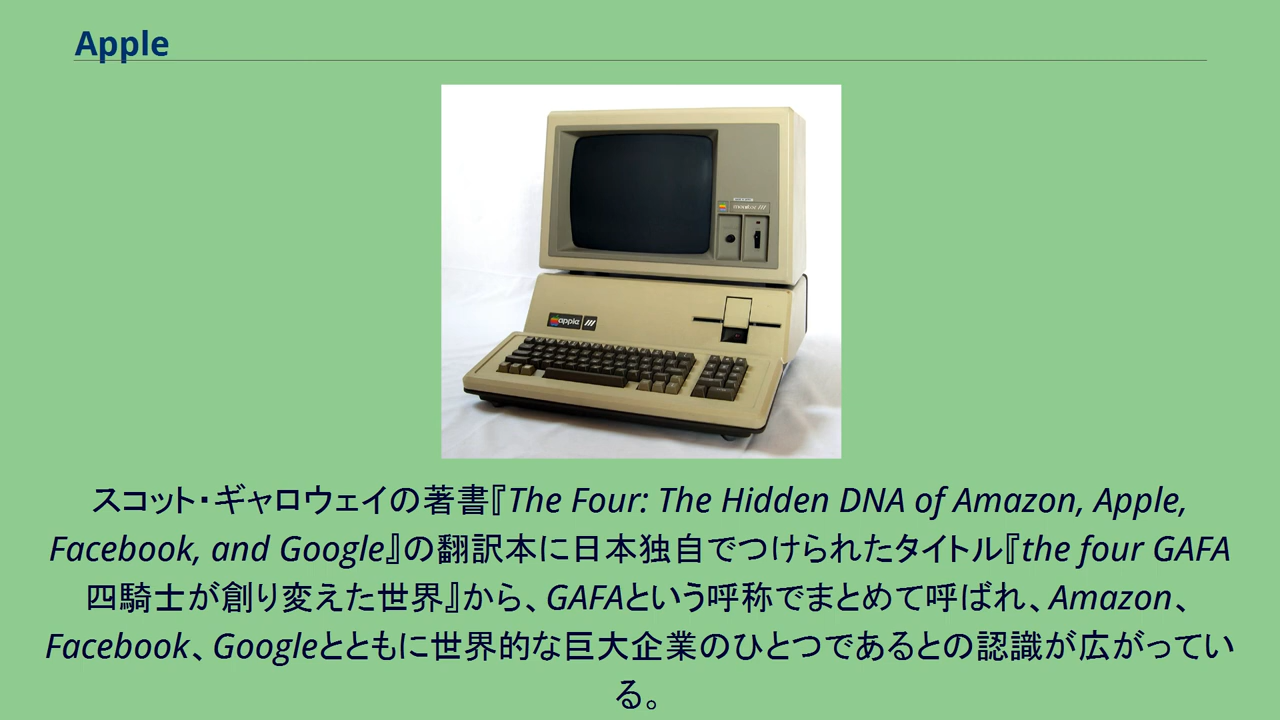 Apple
monitor ///
apple ///
スコット・ギャロウェイの著書『The Four: The Hidden DNA of Amazon, Apple,
Facebook, and Google』の翻訳本に日本独自でつけられたタイトル『the four GAFA
四騎士が創り変えた世界』から、GAFAという呼称でまとめて呼ばれ、Amazon、
Facebook、Googleとともに世界的な巨大企業のひとつであるとの認識が広がってい
る。